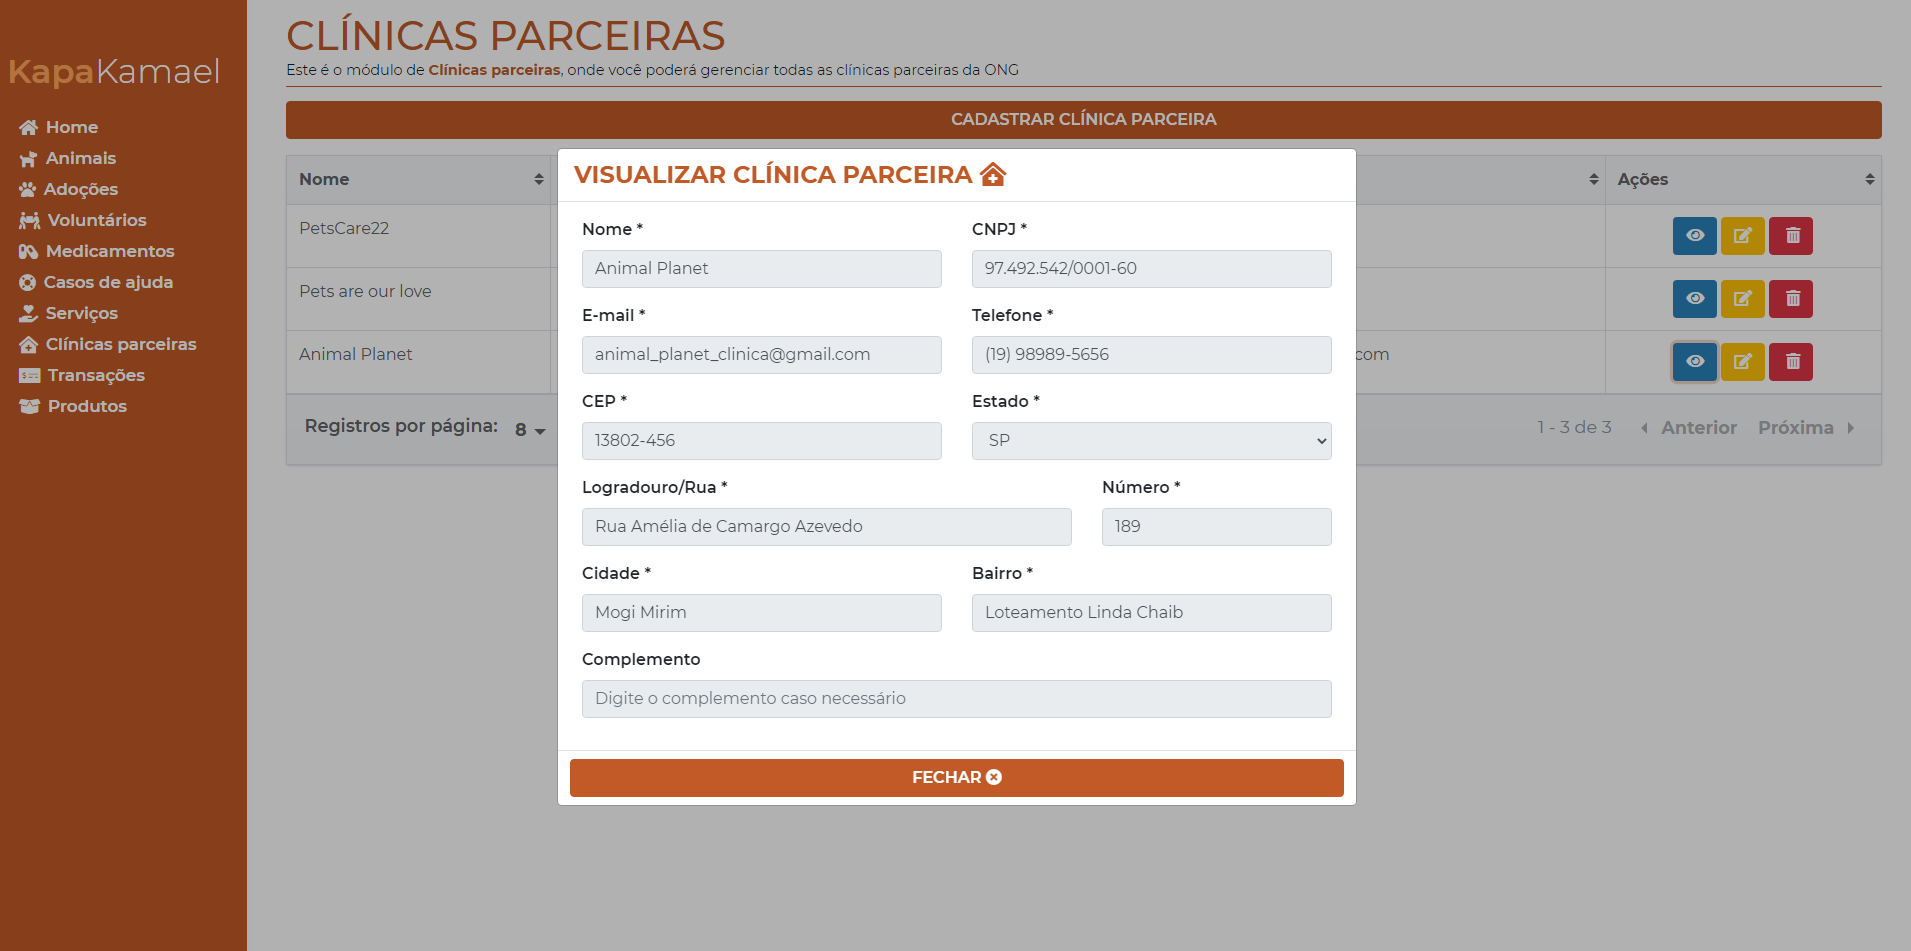 KapaKamael
Home
Animais
Adoções
Voluntários
Medicamentos
Casos de ajuda
Serviços
Clínicas parceiras
Transações
Produtos
CLÍNICAS PARCEIRAS
Este é o módulo de Clínicas parceiras, onde você poderá gerenciar todas as clínicas parceiras da ONG
CADASTRAR CLÍNICA PARCEIRA
Nome Ações
PetsCare22
Pets are our love
Animal Planet com
Registros por página: 8 1 - 3 de 3 Anterior Próxima
VISUALIZAR CLÍNICA PARCEIRA
Nome * CNPJ *
Animal Planet 97.492.542/0001-60
E-mail * Telefone *
animal_planet_clinica@gmail.com (19) 98989-5656
CEP * Estado *
13802-456 SP
Logradouro/Rua * Número *
Rua Amélia de Camargo Azevedo 189
Cidade * Bairro *
Mogi Mirim Loteamento Linda Chaib
Complemento
Digite o complemento caso necessário
FECHAR